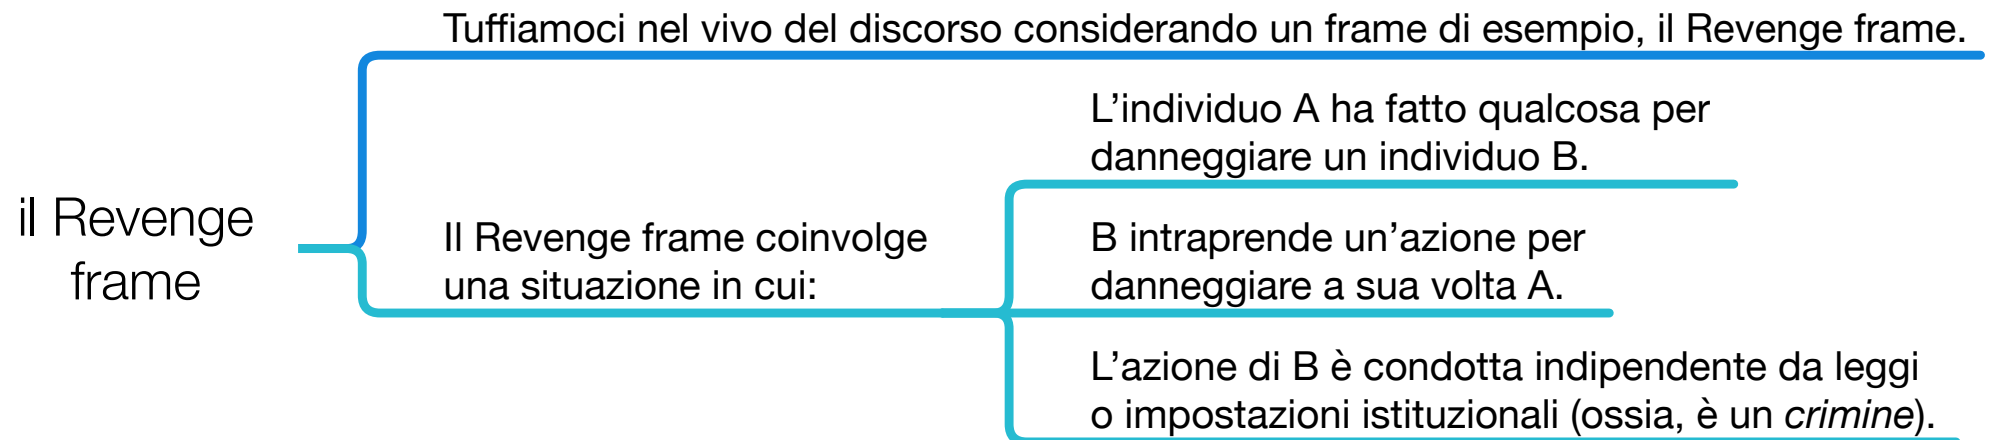 il Revenge
frame
Tuffiamoci nel vivo del discorso considerando un frame di esempio, il Revenge frame.
Il Revenge frame coinvolge
una situazione in cui:
L’individuo A ha fatto qualcosa per
danneggiare un individuo B.
B intraprende un’azione per
danneggiare a sua volta A.
L’azione di B è condotta indipendente da leggi
o impostazioni istituzionali (ossia, è un crimine).